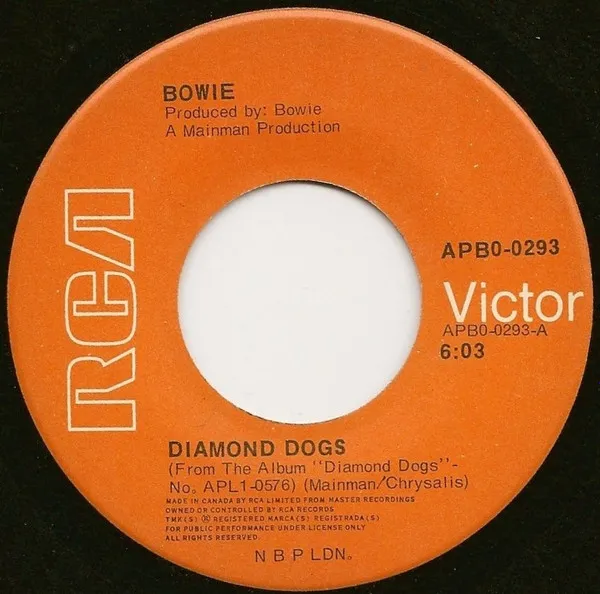 BOWIE
Produced by: Bowie
A Mainman Production
RCA
APBO-0293
Victor
APBO-0293-A
6:03
DIAMOND DOGS
(From The Album "Diamond Dogs"-
No. APL1-0576) (Mainman/Chrysalis)
MADE IN CANADA BY RCA LIMITED FROM MASTER RECORDINGS
OWNED OR CONTROLLED BY RCA RECORDS
TMK(S) ® REGISTERED MARCA(S) REGISTRADA(S)
FOR PUBLIC PERFORMANCE UNDER LICENSE ONLY
ALL RIGHTS RESERVED.
N B P LDN.